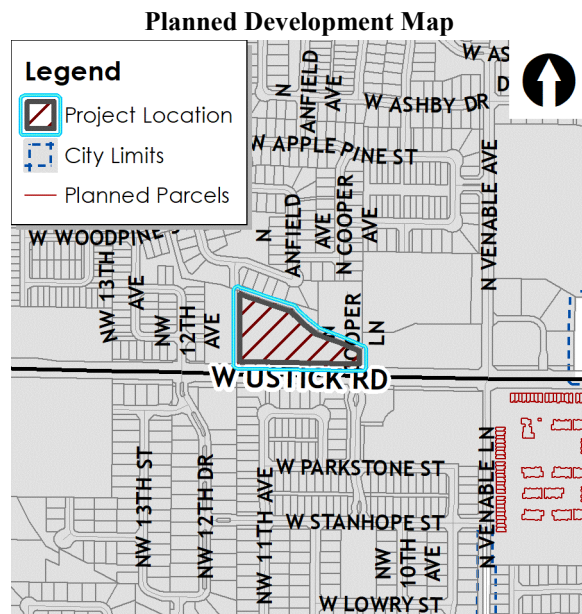 Planned Development Map
Legend
Project Location
City Limits
Planned Parcels
W ASHBY DR
N
ANFIELD
AVE
W APPLE PINE ST
W WOODPINE
N
ANFIELD
AVE
N COOPER
AVE
N VENABLE AVE
NW 13TH
AVE
NW
12TH
AVE
LN
W USTICK RD
W PARKSTONE ST
W STANHOPE ST
W LOWRY ST
NW 13TH ST
NW 12TH DR
NW 11TH AVE
NW
10TH
AVE
N VENABLE LN